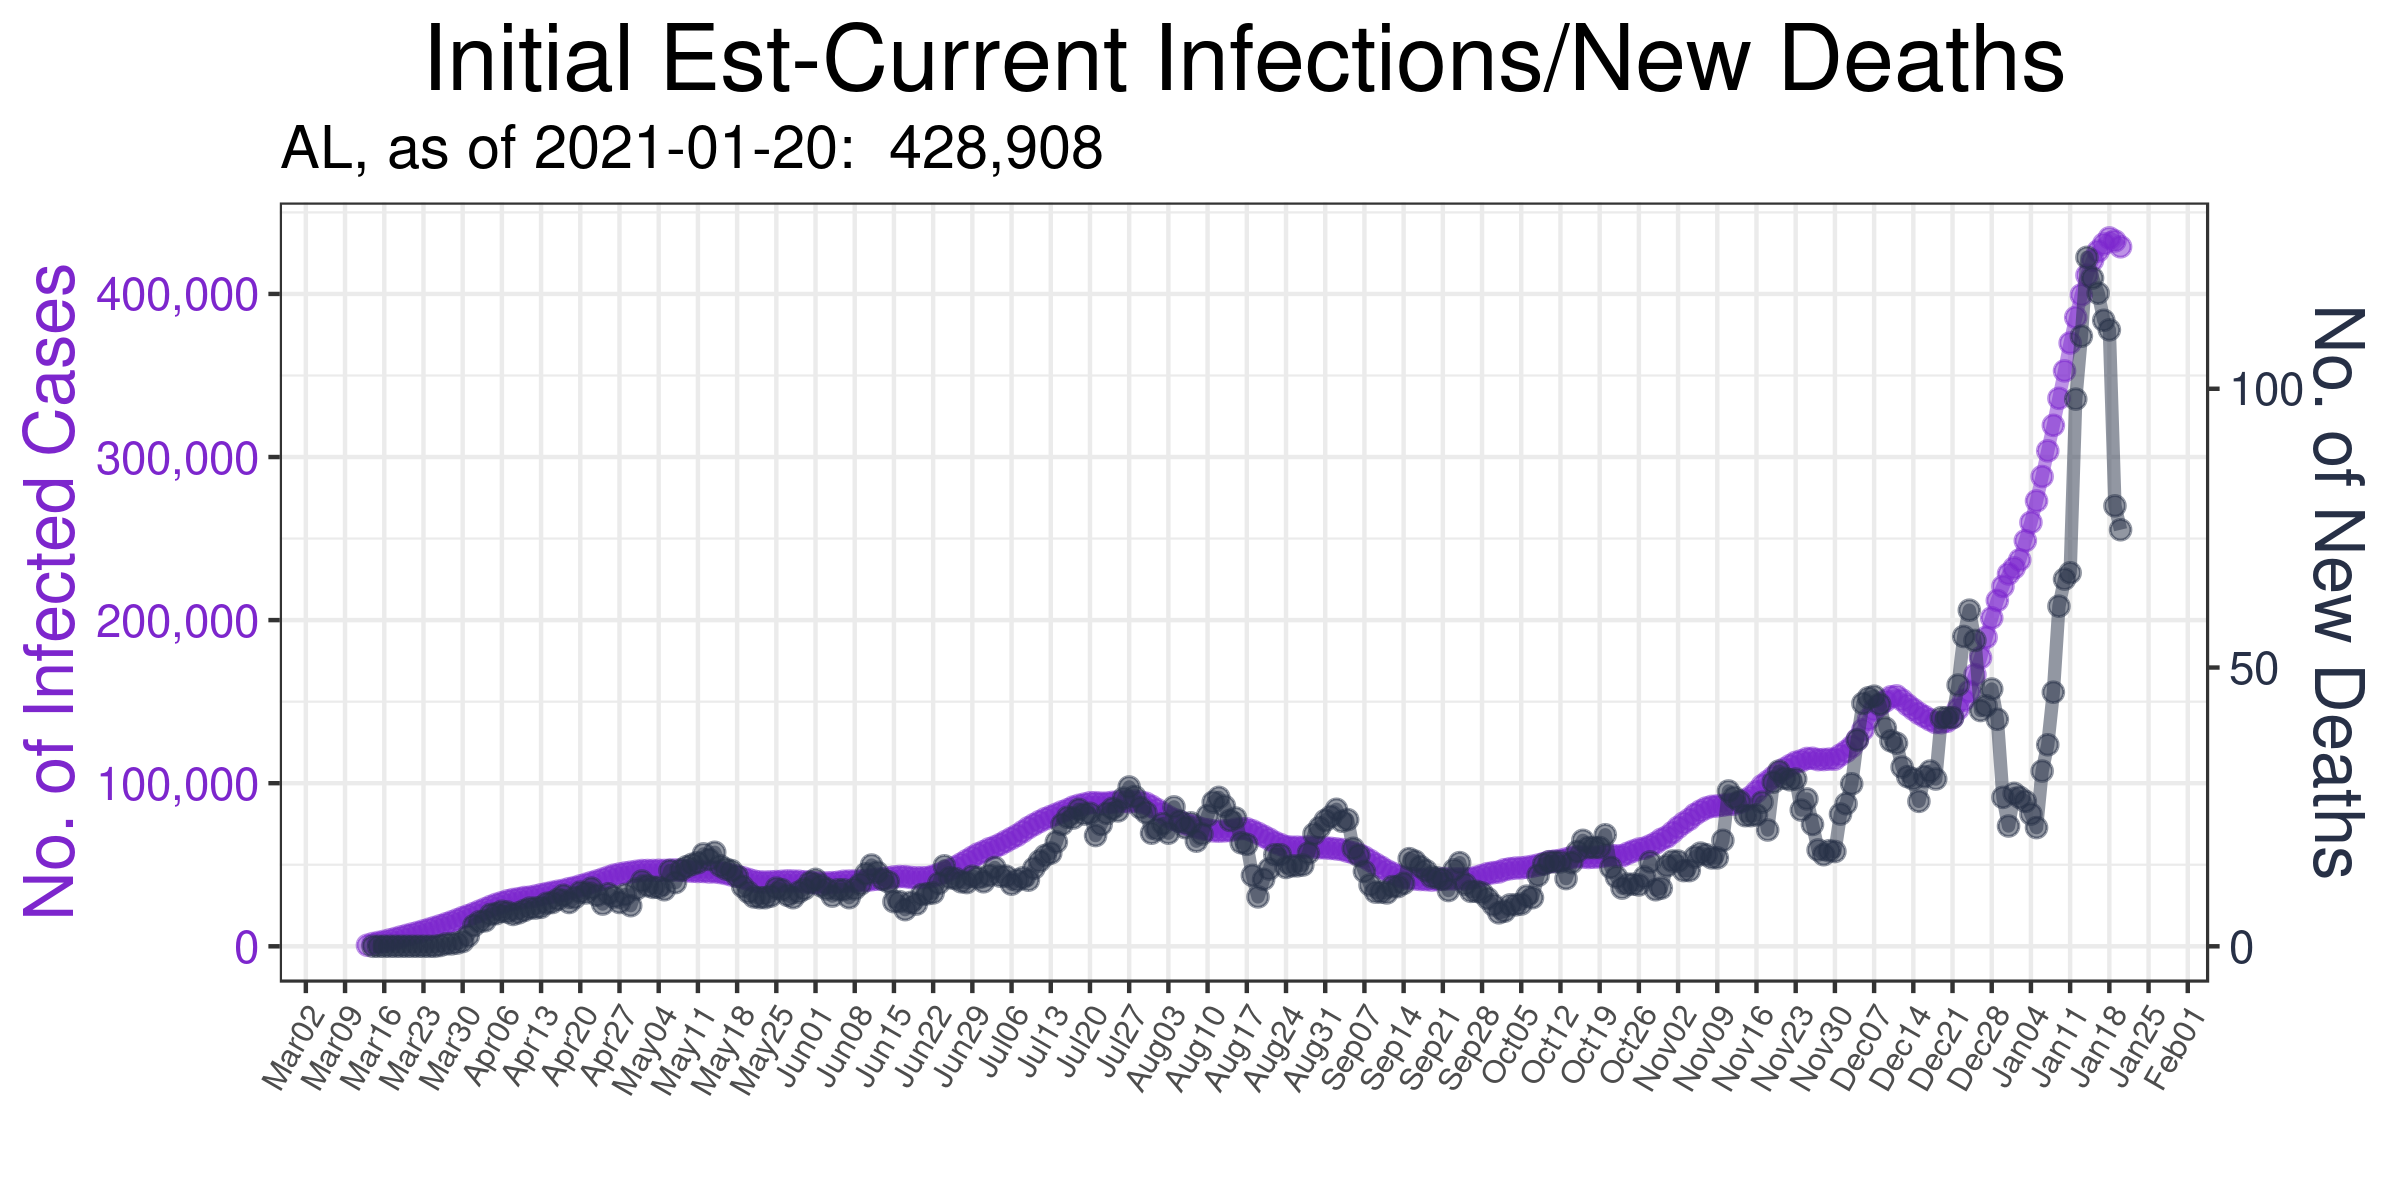 Initial Est-Current Infections/New Deaths
AL, as of 2021-01-20:  428,908
No. of Infected Cases
400,000
300,000
200,000
100,000
0
100
50
0
No. of New Deaths
Mar02
Mar09
Mar16
Mar23
Mar30
Apr06
Apr13
Apr20
Apr27
May04
May11
May18
May25
Jun01
Jun08
Jun15
Jun22
Jun29
Jul06
Jul13
Jul20
Jul27
Aug03
Aug10
Aug17
Aug24
Aug31
Sep07
Sep14
Sep21
Sep28
Oct05
Oct12
Oct19
Oct26
Nov02
Nov09
Nov16
Nov23
Nov30
Dec07
Dec14
Dec21
Dec28
Jan04
Jan11
Jan18
Jan25
Feb01